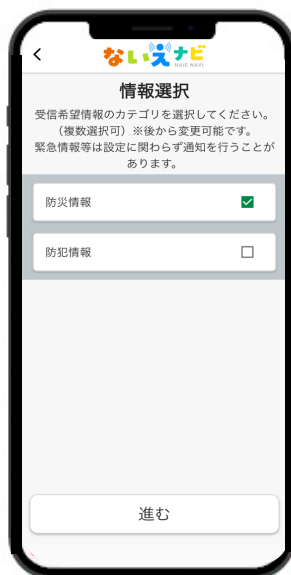 ないえナビ
NAIE NAVI
情報選択
受信希望情報のカテゴリを選択してください。
(複数選択可)※後から変更可能です。
緊急情報等は設定に関わらず通知を行うことが
あります。
防災情報
防犯情報
進む